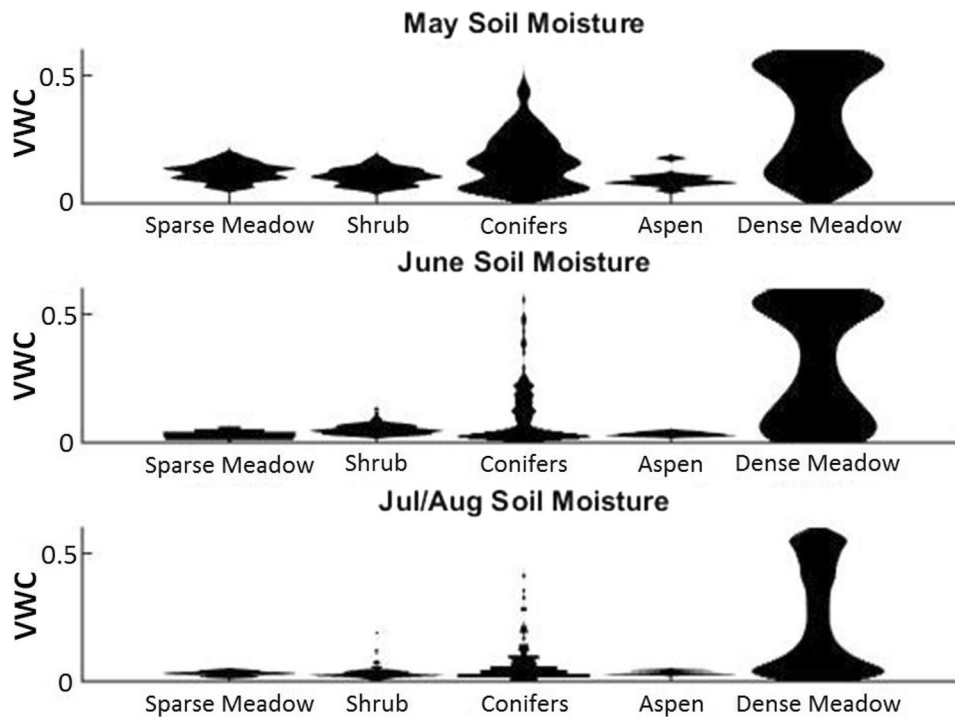 May Soil Moisture
VWC
0.5
0
Sparse Meadow Shrub Conifers Aspen Dense Meadow
June Soil Moisture
VWC
0.5
0
Sparse Meadow Shrub Conifers Aspen Dense Meadow
Jul/Aug Soil Moisture
VWC
0.5
0
Sparse Meadow Shrub Conifers Aspen Dense Meadow